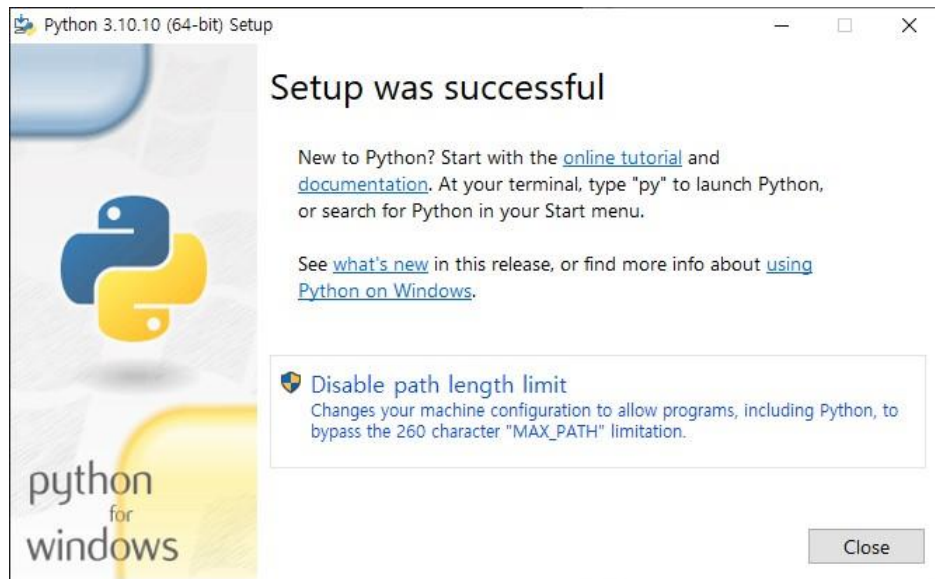 Python 3.10.10 (64-bit) Setup
Setup was successful
New to Python? Start with the online tutorial and
documentation. At your terminal, type "py" to launch Python,
or search for Python in your Start menu.
See what's new in this release, or find more info about using
Python on Windows.
Disable path length limit
Changes your machine configuration to allow programs, including Python, to
bypass the 260 character "MAX_PATH" limitation.
python
for
windows
Close